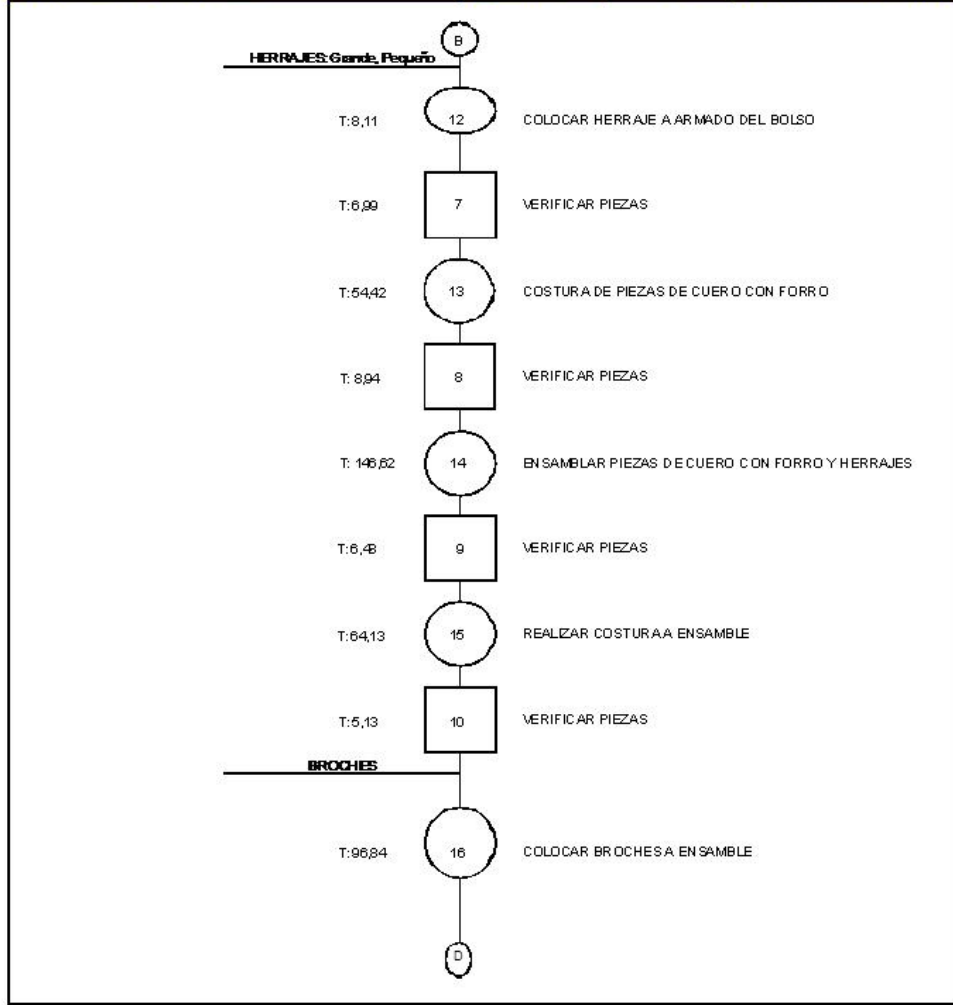 B
HERRAJES: Grande, Pequeño
T:8,11 12 COLOCAR HERRAJE A ARMADO DEL BOLSO
T:6,99 7 VERIFICAR PIEZAS
T:54,42 13 COSTURA DE PIEZAS DE CUERO CON FORRO
T: 8,94 8 VERIFICAR PIEZAS
T: 146,62 14 ENSAMBLAR PIEZAS DE CUERO CON FORRO Y HERRAJES
T:6,48 9 VERIFICAR PIEZAS
T:64,13 15 REALIZAR COSTURA A ENSAMBLE
T:5,13 10 VERIFICAR PIEZAS
BROCHES
T:96,84 16 COLOCAR BROCHES A ENSAMBLE
D